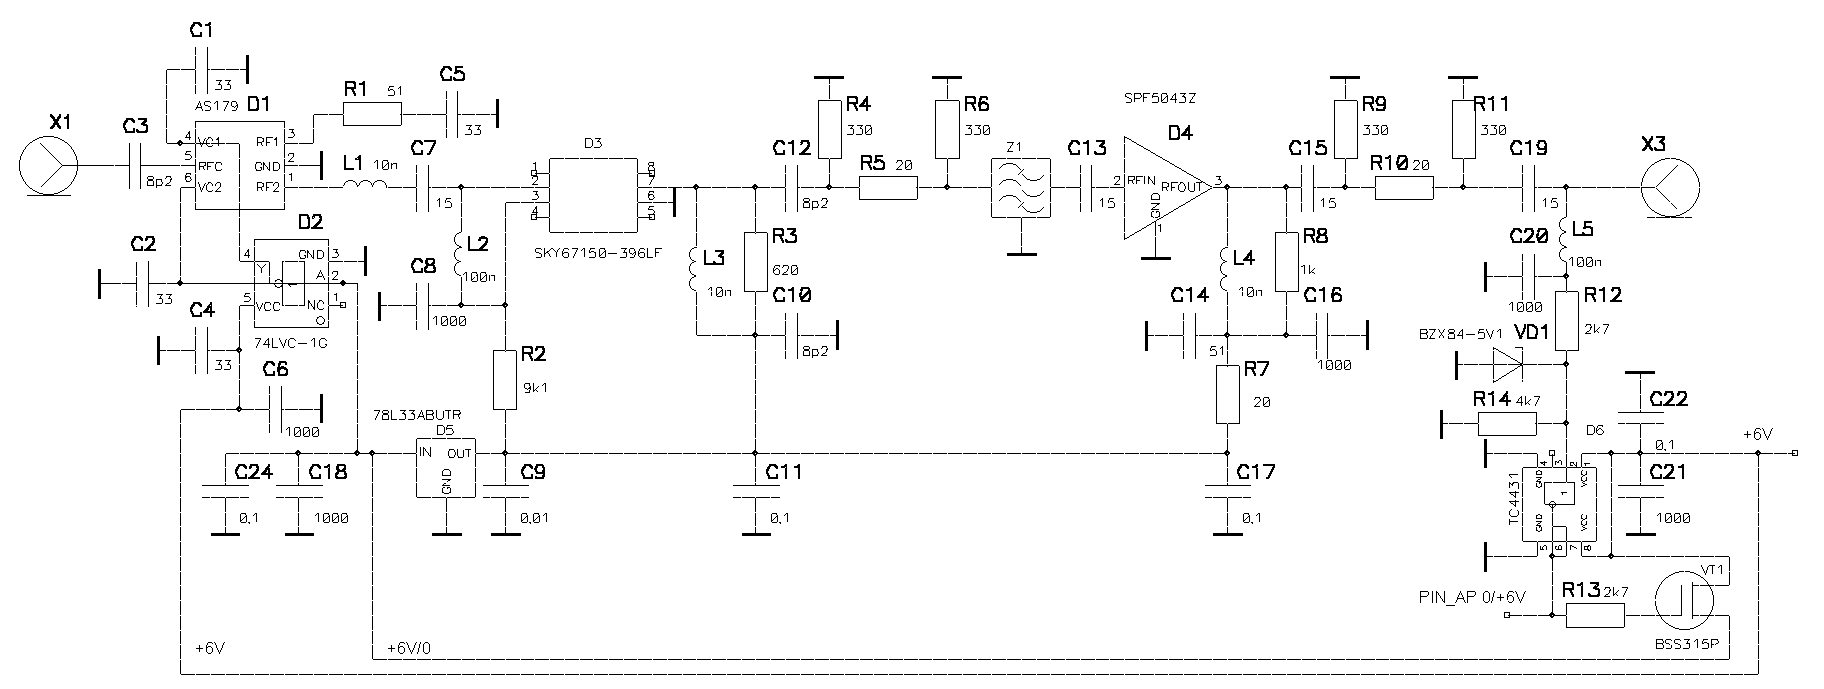 C1
33
AS179
D1
R1
51
C5
33
X1
C3
8p2
4
VC1
5
RFC
6
VC2
RF1
3
GND
2
RF2
1
L1
10n
C7
15
D3
1
2
3
4
8
7
6
5
SKY67150-396LF
L2
100n
C8
1000
R2
9k1
D2
4
Y
GND
3
A
2
1
5
VCC
NC
1
74LVC-1G
C2
33
C4
33
C6
1000
L3
10n
R3
620
C10
8p2
C12
8p2
R4
330
R5
20
R6
330
Z1
C13
15
SPF5043Z
D4
2
RFIN
RFOUT
3
GND
1
L4
10n
R8
1k
C14
51
C16
1000
R7
20
C15
15
R9
330
R10
20
R11
330
C19
15
X3
L5
100n
C20
1000
R12
2k7
BZX84-5V1
VD1
R14
4k7
D6
C22
0,1
+6V
C21
1000
TC4431
4
3
2
1
GND
VCC
1
GND
VCC
5
6
7
8
78L33ABUTR
D5
IN
OUT
GND
C24
0,1
C18
1000
C9
0,01
C11
0,1
C17
0,1
PIN_AP 0/+6V
R13
2k7
VT1
BSS315P
+6V
+6V/0